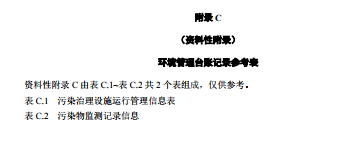 附录 C
（资料性附录）
环境管理台账记录参考表
资料性附录 C 由表 C.1~表 C.2 共 2 个表组成，仅供参考。
表 C.1 污染治理设施运行管理信息表
表 C.2 污染物监测记录信息